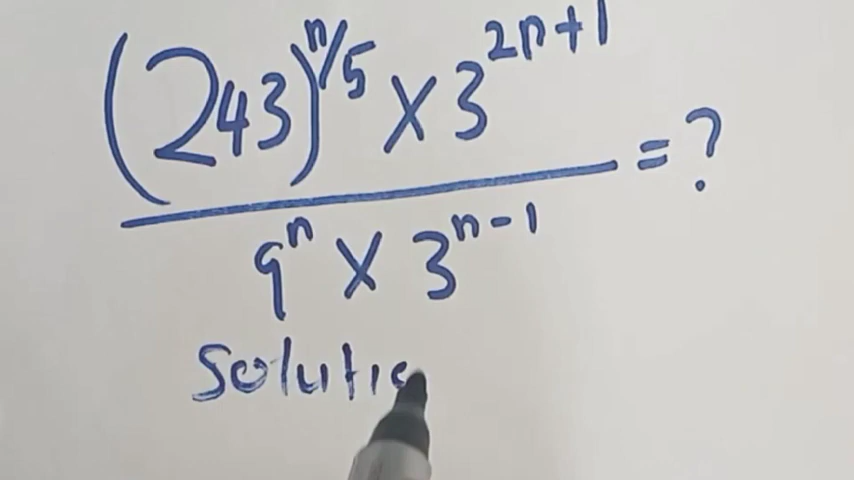 (243)^{n/5} × 3^{2n+1}
= ?
9^n × 3^{n-1}
Solutio